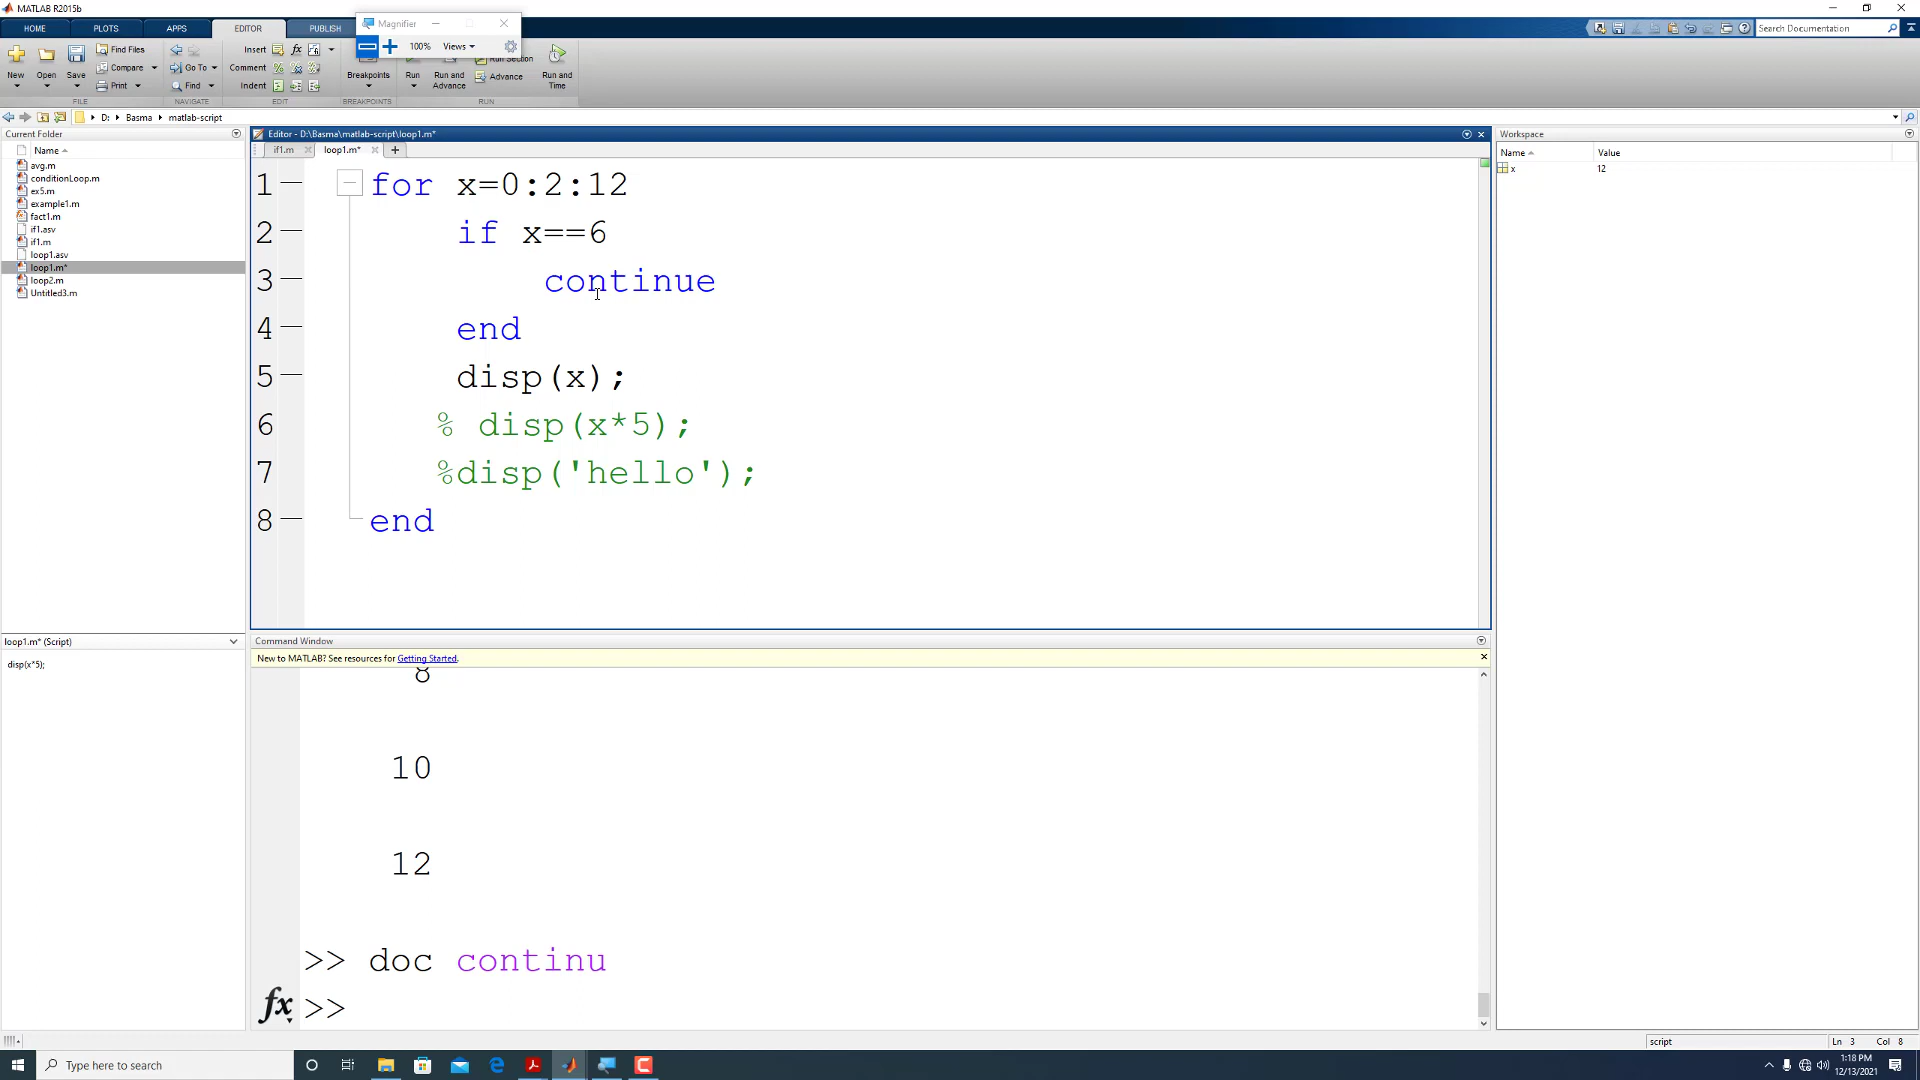 MATLAB R2015b
Magnifier
HOME PLOTS APPS EDITOR PUBLISH
Search Documentation
100% Views
New Open Save Find Files Compare Print
Go To Find
Insert Comment Indent
Breakpoints
Run Run and Advance Run Section Advance Run and Time
FILE NAVIGATE EDIT BREAKPOINTS RUN
D: Basma matlab-script
Current Folder
Name
avg.m
conditionLoop.m
ex5.m
example1.m
fact1.m
if1.asv
if1.m
loop1.asv
loop1.m*
loop2.m
Untitled3.m
loop1.m* (Script)
disp(x*5);
Editor - D:\Basma\matlab-script\loop1.m*
if1.m loop1.m* +
1 for x=0:2:12
2 if x==6
3 continue
4 end
5 disp(x);
6 % disp(x*5);
7 %disp('hello');
8 end
Command Window
New to MATLAB? See resources for Getting Started.
8
10
12
>> doc continu
fx >>
Workspace
Name Value
x 12
script Ln 3 Col 8
Type here to search
1:18 PM
12/13/2021